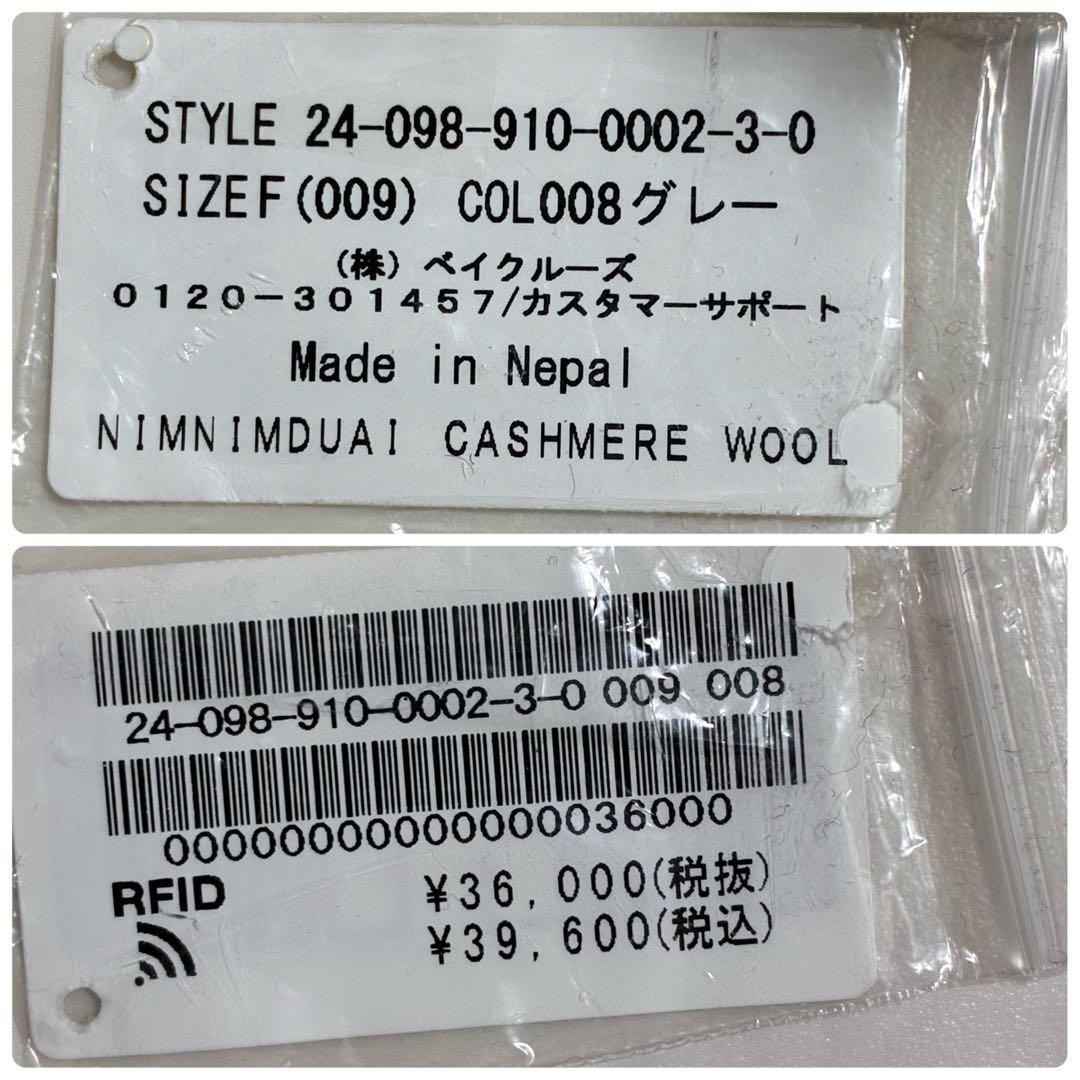 STYLE 24-098-910-0002-3-0
SIZEF(009) COL008グレー
(株)ベイクルーズ
0120-301457/カスタマーサポート
Made in Nepal
NIMNIMDUAI CASHMERE WOOL
24-098-910-0002-3-0 009 008
000000000000000036000
RFID
¥36,000(税抜)
¥39,600(税込)